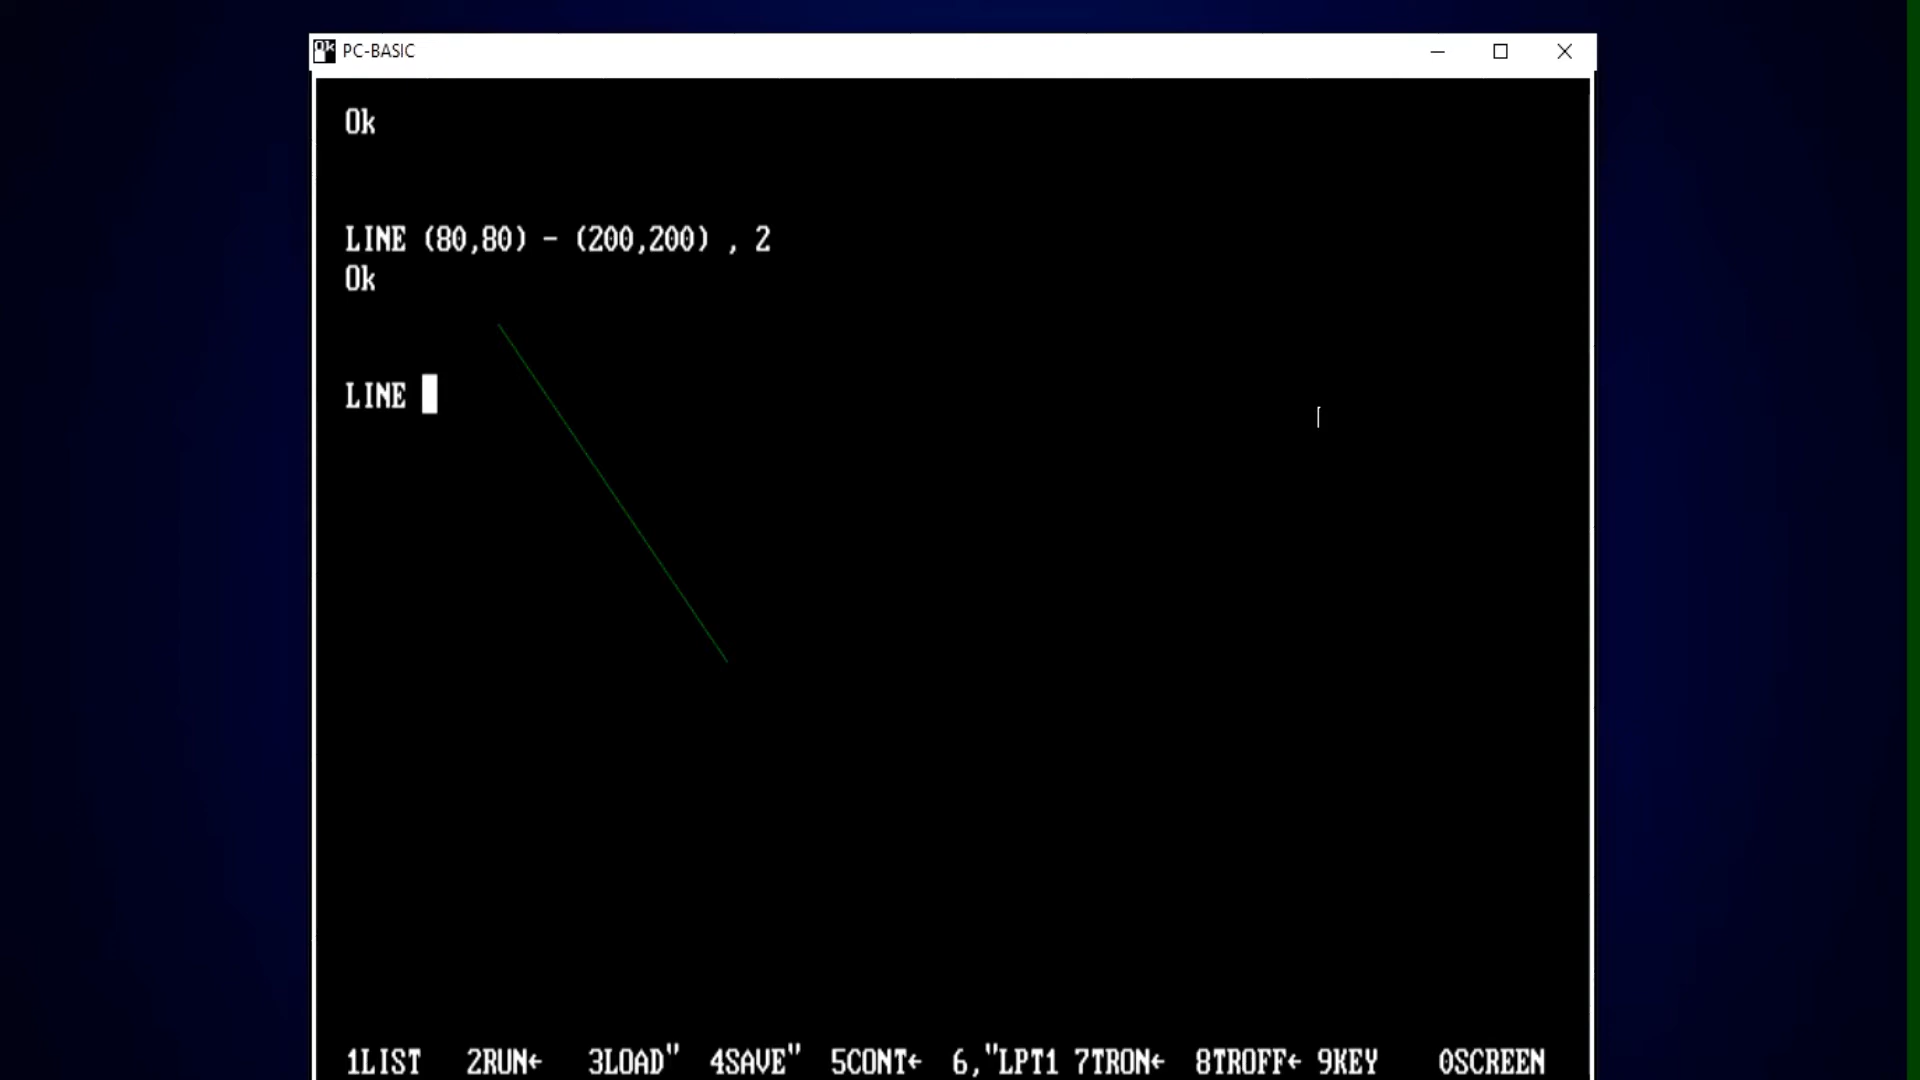 Ok PC-BASIC
Ok
LINE (80,80) - (200,200) , 2
Ok
LINE
1LIST 2RUN← 3LOAD" 4SAVE" 5CONT← 6,"LPT1 7TRON← 8TROFF← 9KEY 0SCREEN